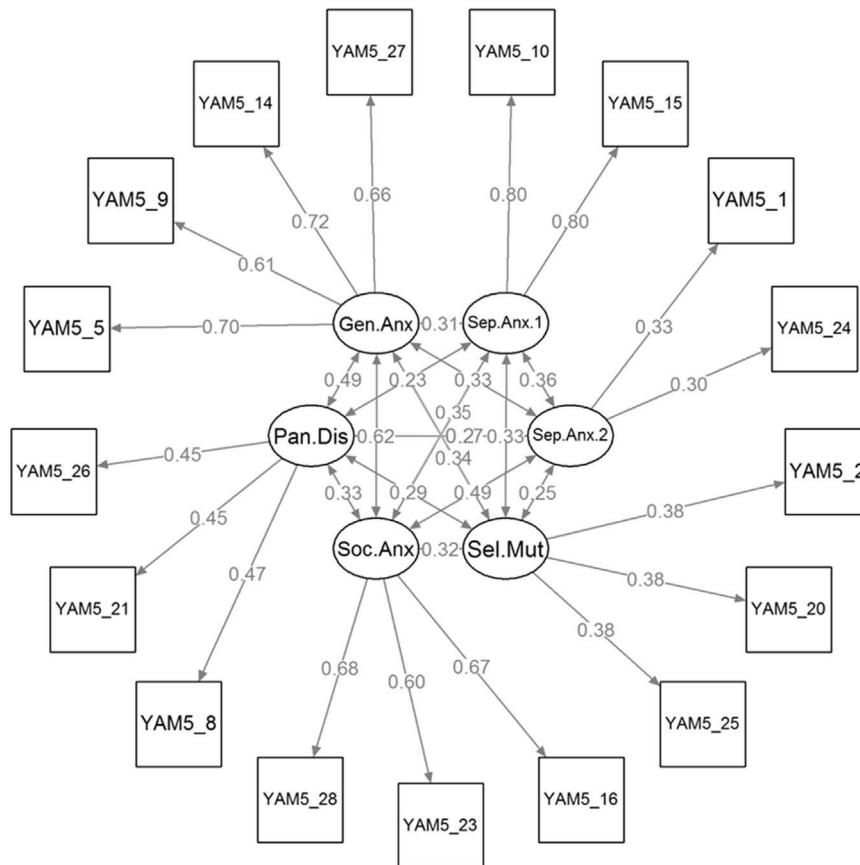 YAM5_27
YAM5_10
YAM5_14
YAM5_15
YAM5_9
YAM5_1
0.66
0.80
0.72
0.80
0.61
YAM5_5
0.70
Gen.Anx
0.31
Sep.Anx.1
0.33
YAM5_24
0.30
0.49
0.23
0.33
0.36
0.35
YAM5_26
0.45
Pan.Dis
0.62
0.27
0.33
Sep.Anx.2
0.34
YAM5_2
0.45
0.33
0.29
0.49
0.25
0.38
0.47
Soc.Anx
0.32
Sel.Mut
0.38
YAM5_21
YAM5_20
0.38
0.68
0.60
0.67
YAM5_8
YAM5_25
YAM5_28
YAM5_23
YAM5_16